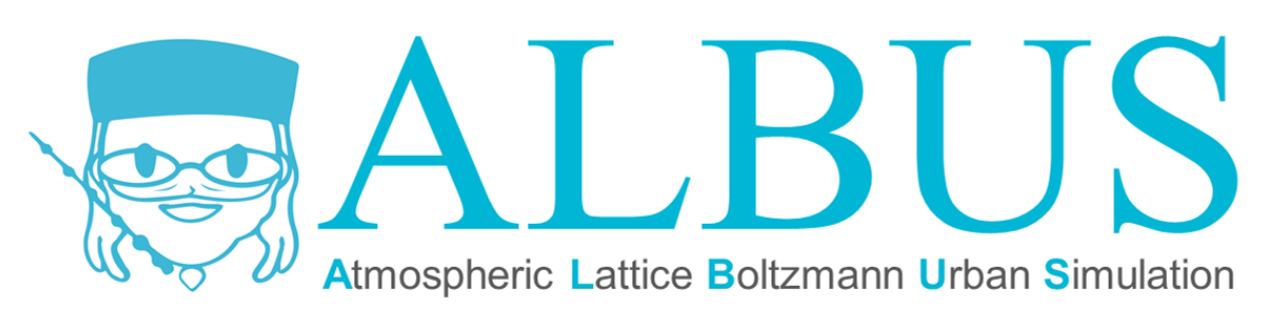 ALBUS
Atmospheric Lattice Boltzmann Urban Simulation